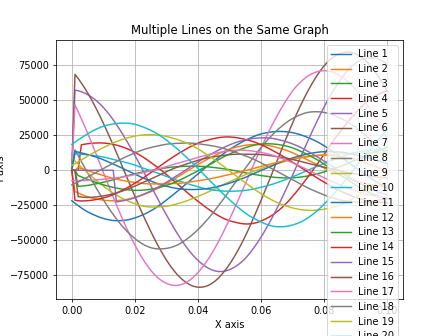 Multiple Lines on the Same Graph
75000
50000
25000
0
−25000
−50000
−75000
0.00
0.02
0.04
0.06
X axis
Line 1
Line 2
Line 3
Line 4
Line 5
Line 6
Line 7
Line 8
Line 9
Line 10
Line 11
Line 12
Line 13
Line 14
Line 15
Line 16
Line 17
Line 18
Line 19